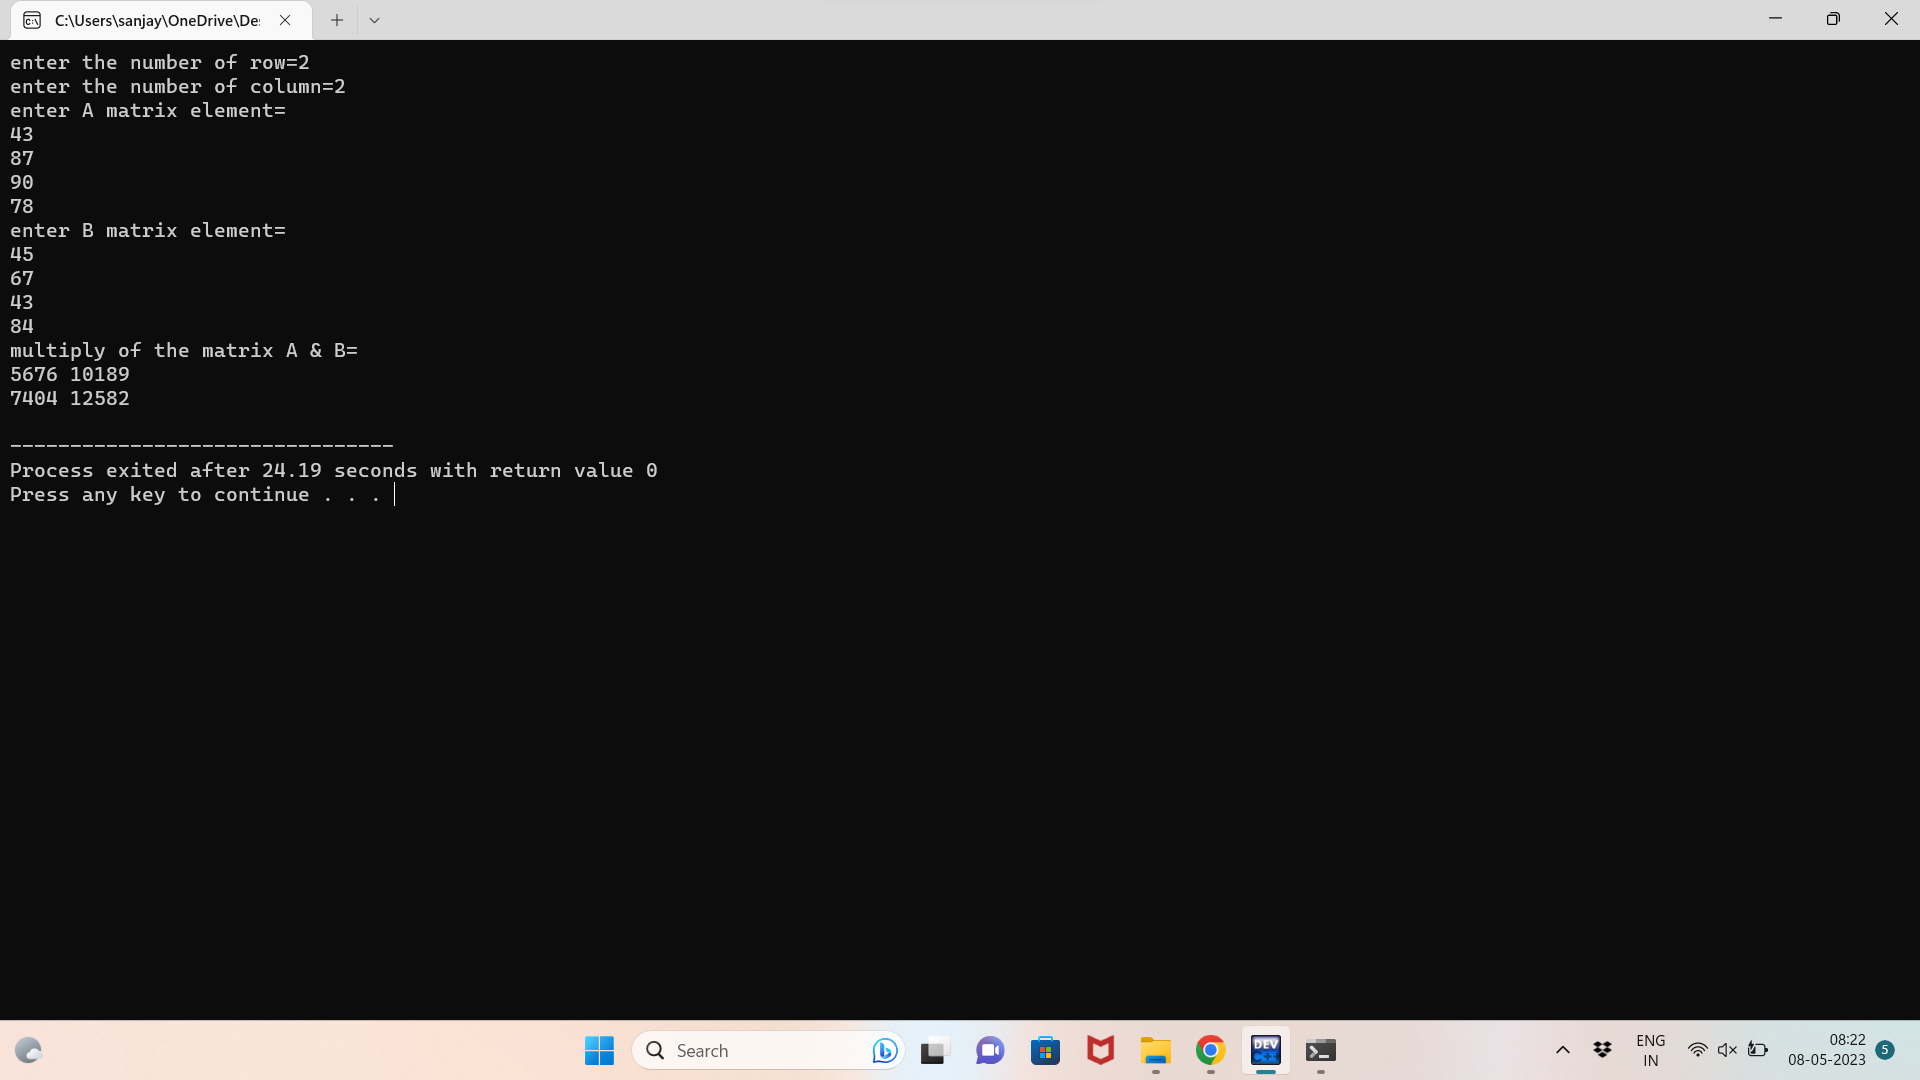 C:\Users\sanjay\OneDrive\De:
enter the number of row=2
enter the number of column=2
enter A matrix element=
43
87
90
78
enter B matrix element=
45
67
43
84
multiply of the matrix A & B=
5676 10189
7404 12582
--------------------------------
Process exited after 24.19 seconds with return value 0
Press any key to continue . . .
Search
DEV
C++
ENG
IN
08:22
08-05-2023
5